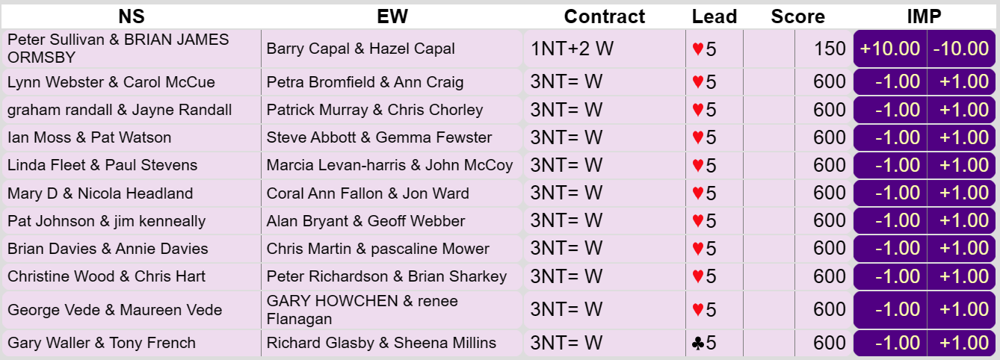 NS EW Contract Lead Score IMP
Peter Sullivan & BRIAN JAMES
ORMSBY Barry Capal & Hazel Capal 1NT+2 W ♥5 150 +10.00 -10.00
Lynn Webster & Carol McCue Petra Bromfield & Ann Craig 3NT= W ♥5 600 -1.00 +1.00
graham randall & Jayne Randall Patrick Murray & Chris Chorley 3NT= W ♥5 600 -1.00 +1.00
Ian Moss & Pat Watson Steve Abbott & Gemma Fewster 3NT= W ♥5 600 -1.00 +1.00
Linda Fleet & Paul Stevens Marcia Levan-harris & John McCoy 3NT= W ♥5 600 -1.00 +1.00
Mary D & Nicola Headland Coral Ann Fallon & Jon Ward 3NT= W ♥5 600 -1.00 +1.00
Pat Johnson & jim kenneally Alan Bryant & Geoff Webber 3NT= W ♥5 600 -1.00 +1.00
Brian Davies & Annie Davies Chris Martin & pascaline Mower 3NT= W ♥5 600 -1.00 +1.00
Christine Wood & Chris Hart Peter Richardson & Brian Sharkey 3NT= W ♥5 600 -1.00 +1.00
George Vede & Maureen Vede GARY HOWCHEN & renee
Flanagan 3NT= W ♥5 600 -1.00 +1.00
Gary Waller & Tony French Richard Glasby & Sheena Millins 3NT= W ♣5 600 -1.00 +1.00